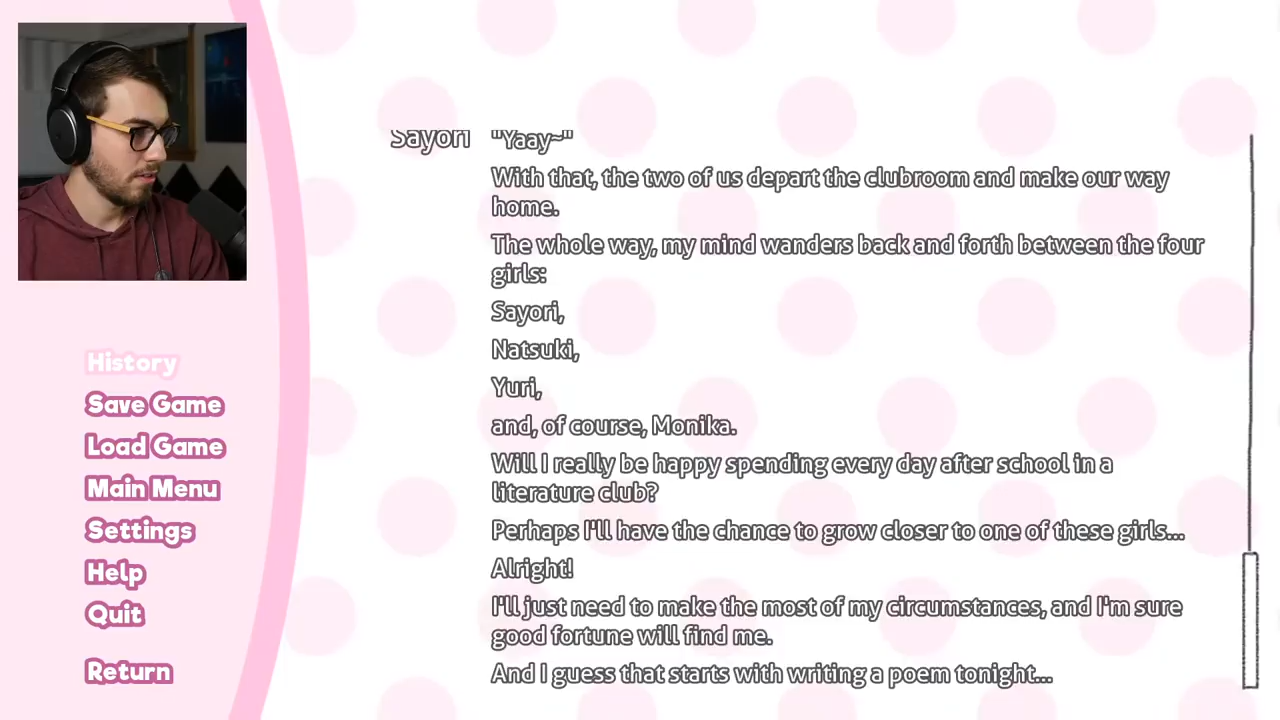 Sayori "Yaay~"
With that, the two of us depart the clubroom and make our way
home.
The whole way, my mind wanders back and forth between the four
girls:
Sayori,
Natsuki,
Yuri,
and, of course, Monika.
Will I really be happy spending every day after school in a
literature club?
Perhaps I'll have the chance to grow closer to one of these girls...
Alright!
I'll just need to make the most of my circumstances, and I'm sure
good fortune will find me.
And I guess that starts with writing a poem tonight...
History
Save Game
Load Game
Main Menu
Settings
Help
Quit
Return